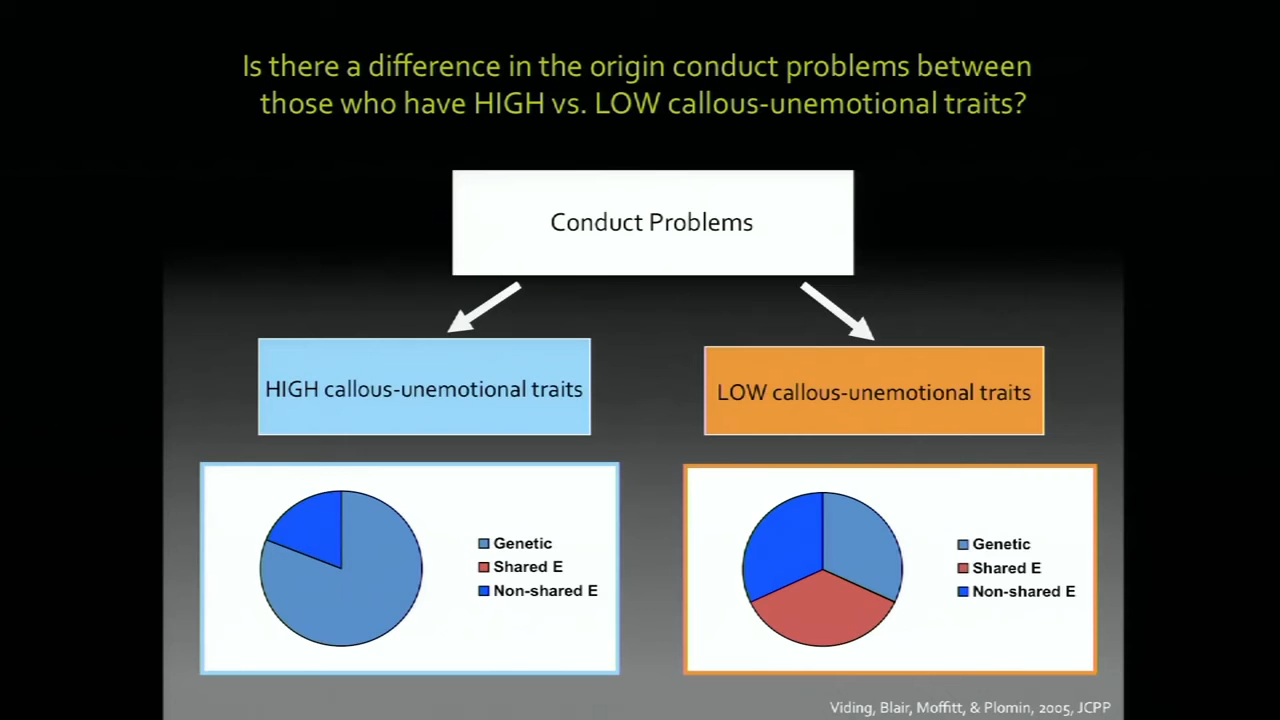 Is there a difference in the origin conduct problems between
those who have HIGH vs. LOW callous-unemotional traits?
Conduct Problems
HIGH callous-unemotional traits
LOW callous-unemotional traits
Genetic
Shared E
Non-shared E
Genetic
Shared E
Non-shared E
Viding, Blair, Moffitt, & Plomin, 2005, JCPP